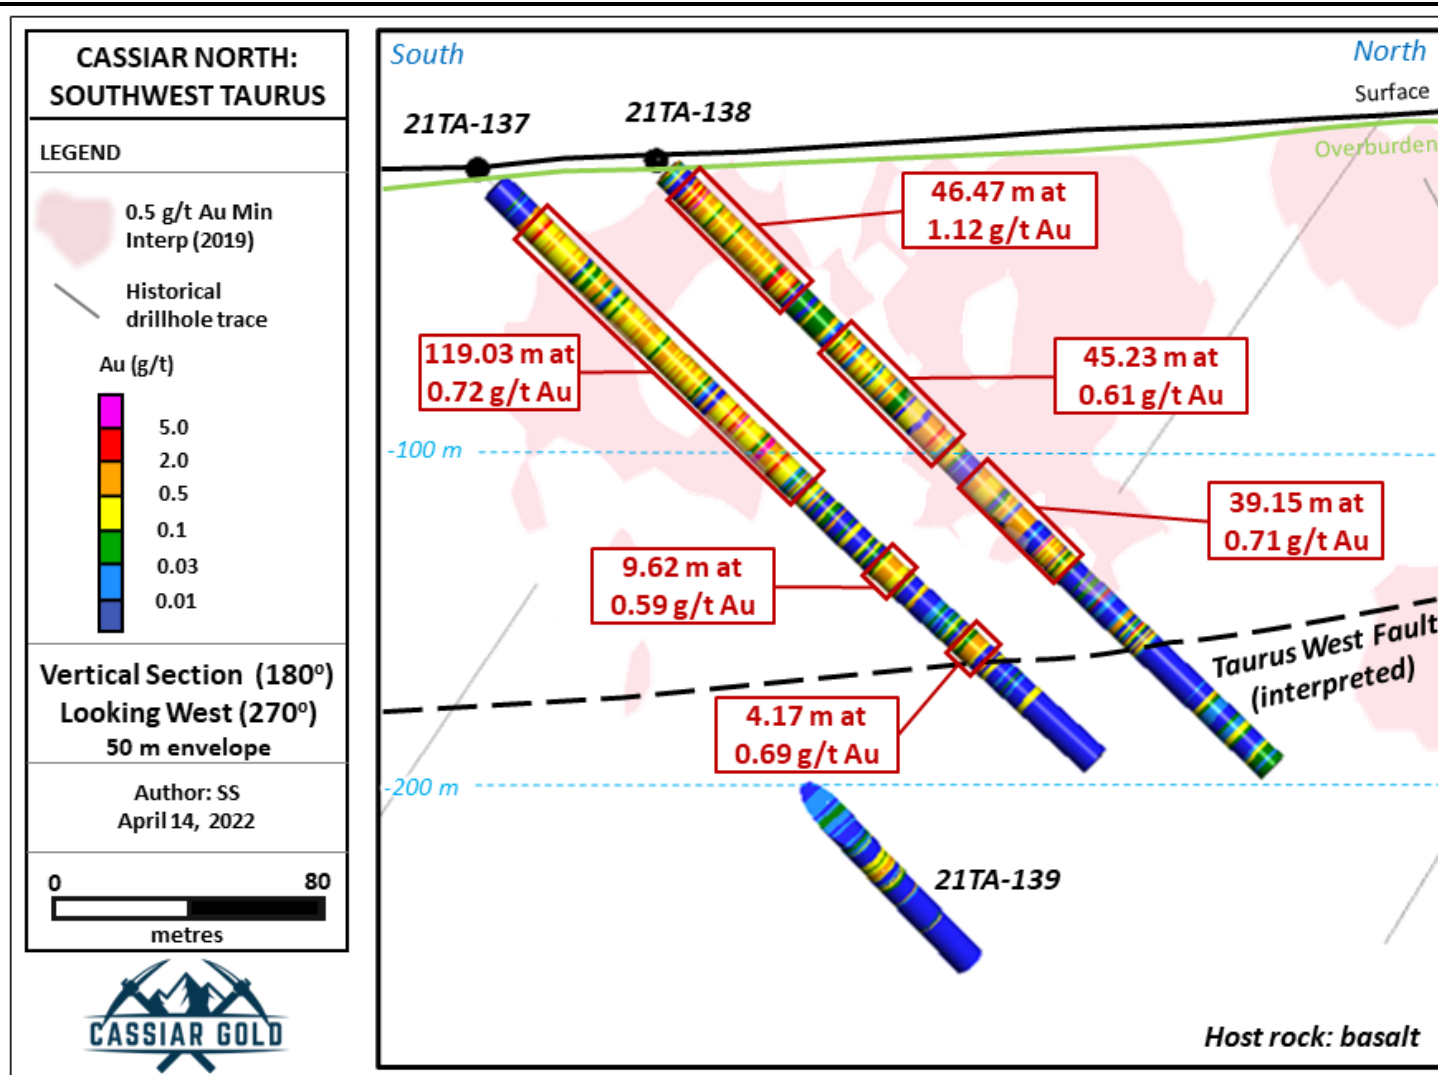 CASSIAR NORTH:
SOUTHWEST TAURUS
LEGEND
0.5 g/t Au Min
Interp (2019)
Historical
drillhole trace
Au (g/t)
5.0
2.0
0.5
0.1
0.03
0.01
Vertical Section (180º)
Looking West (270º)
50 m envelope
Author: SS
April 14, 2022
0 80
metres
CASSIAR GOLD
South
North
Surface
Overburden
21TA-137
21TA-138
46.47 m at
1.12 g/t Au
119.03 m at
0.72 g/t Au
45.23 m at
0.61 g/t Au
-100 m
39.15 m at
0.71 g/t Au
9.62 m at
0.59 g/t Au
Taurus West Fault
(interpreted)
4.17 m at
0.69 g/t Au
-200 m
21TA-139
Host rock: basalt